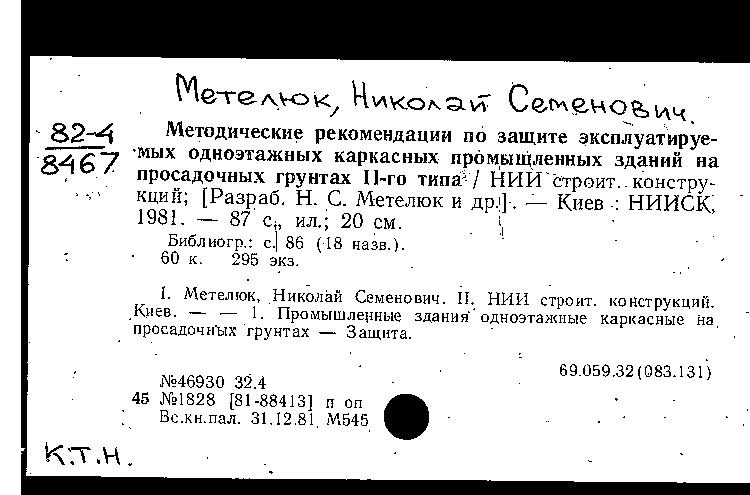 Метелюк, Николай Семенович.
82-4
8467
Методические рекомендации по защите эксплуатируе-
мых одноэтажных каркасных промышленных зданий на
просадочных грунтах II-го типа / НИИ строит. констру-
кций; [Разраб. Н. С. Метелюк и др.]. — Киев : НИИСК,
1981. — 87 с., ил.; 20 см.
Библиогр.: с. 86 (18 назв.).
60 к. 295 экз.
I. Метелюк, Николай Семенович. II. НИИ строит. конструкций.
Киев. — — 1. Промышленные здания одноэтажные каркасные на
просадочных грунтах — Защита.
69.059.32(083.131)
№46930 32.4
45 №1828 [81-88413] п оп
Вс.кн.пал. 31.12.81 М545
К.Т.Н.